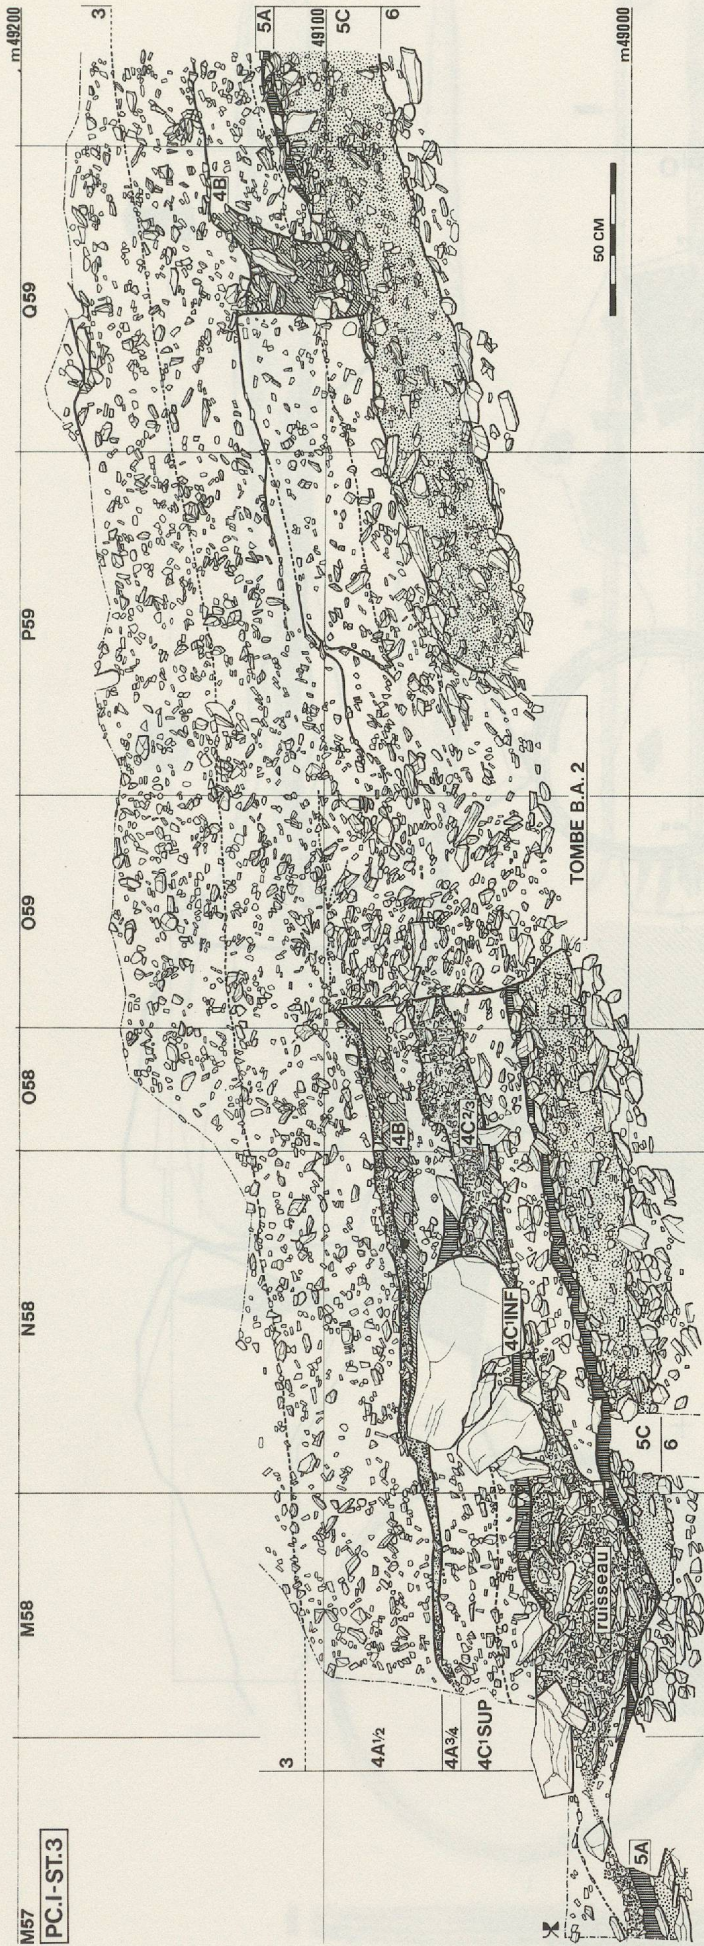 m49200
m49100
m49000
M57
M58
N58
O58
O59
P59
Q59
PC.I-ST.3
3
4A½
4A¾
4C¹SUP
5A
ruisseau
5C
6
4C¹INF
4B
4C⅔
TOMBE B.A. 2
4B
50 CM
3
5A
5C
6